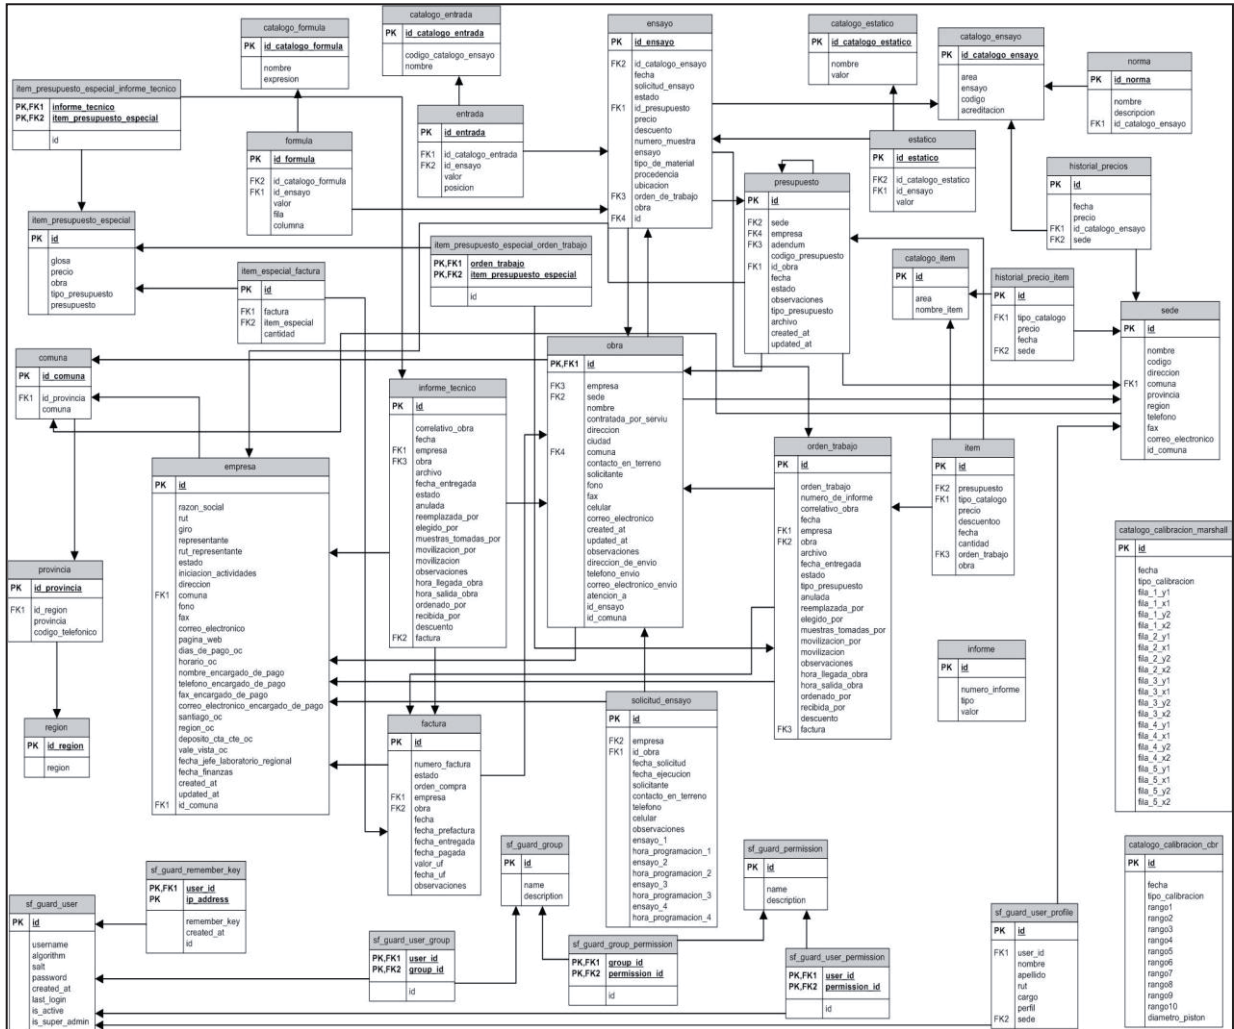 catalogo_formula
PK id_catalogo_formula
nombre
expresion
catalogo_entrada
PK id_catalogo_entrada
codigo_catalogo_ensayo
nombre
ensayo
PK id_ensayo
FK2 id_catalogo_ensayo
fecha
solicitud_ensayo
estado
FK1 id_presupuesto
precio
descuento
numero_muestra
ensayo
tipo_de_material
procedencia
ubicacion
FK3 orden_de_trabajo
obra
FK4 id
catalogo_estatico
PK id_catalogo_estatico
nombre
valor
catalogo_ensayo
PK id_catalogo_ensayo
area
ensayo
codigo
acreditacion
norma
PK id_norma
nombre
descripcion
FK1 id_catalogo_ensayo
item_presupuesto_especial_informe_tecnico
PK,FK1 informe_tecnico
PK,FK2 item_presupuesto_especial
id
formula
PK id_formula
FK2 id_catalogo_formula
FK1 id_ensayo
valor
fila
columna
entrada
PK id_entrada
FK1 id_catalogo_entrada
FK2 id_ensayo
valor
posicion
estatico
PK id_estatico
FK2 id_catalogo_estatico
FK1 id_ensayo
valor
presupuesto
PK id
FK2 sede
FK4 empresa
FK3 adendum
codigo_presupuesto
FK1 id_obra
fecha
estado
observaciones
tipo_presupuesto
archivo
created_at
updated_at
historial_precios
PK id
fecha
precio
FK1 id_catalogo_ensayo
FK2 sede
item_presupuesto_especial
PK id
glosa
precio
obra
tipo_presupuesto
presupuesto
item_especial_factura
PK id
FK1 factura
FK2 item_especial
cantidad
item_presupuesto_especial_orden_trabajo
PK,FK1 orden_trabajo
PK,FK2 item_presupuesto_especial
id
catalogo_item
PK id
area
nombre_item
historial_precio_item
PK id
FK1 tipo_catalogo
precio
fecha
FK2 sede
sede
PK id
nombre
codigo
direccion
FK1 comuna
provincia
region
telefono
fax
correo_electronico
id_comuna
comuna
PK id_comuna
FK1 id_provincia
comuna
empresa
PK id
razon_social
rut
giro
representante
rut_representante
estado
iniciacion_actividades
direccion
FK1 comuna
fono
fax
correo_electronico
pagina_web
dias_de_pago_oc
horario_oc
nombre_encargado_de_pago
telefono_encargado_de_pago
fax_encargado_de_pago
correo_electronico_encargado_de_pago
santiago_oc
region_oc
deposito_cta_cte_oc
vale_vista_oc
fecha_jefe_laboratorio_regional
fecha_finanzas
created_at
updated_at
FK1 id_comuna
informe_tecnico
PK id
correlativo_obra
fecha
FK1 empresa
FK3 obra
archivo
fecha_entregada
estado
anulada
reemplazada_por
elegido_por
muestras_tomadas_por
movilizacion_por
movilizacion
observaciones
hora_llegada_obra
hora_salida_obra
ordenado_por
recibida_por
descuento
FK2 factura
obra
PK,FK1 id
FK3 empresa
FK2 sede
nombre
contratada_por_serviu
direccion
ciudad
FK4 comuna
contacto_en_terreno
solicitante
fono
fax
celular
correo_electronico
created_at
updated_at
observaciones
direccion_de_envio
telefono_envio
correo_electronico_envio
atencion_a
id_ensayo
id_comuna
orden_trabajo
PK id
orden_trabajo
numero_de_informe
correlativo_obra
fecha
FK1 empresa
FK2 obra
archivo
fecha_entregada
estado
tipo_presupuesto
anulada
reemplazada_por
elegido_por
muestras_tomadas_por
movilizacion_por
movilizacion
observaciones
hora_llegada_obra
hora_salida_obra
ordenado_por
recibida_por
descuento
FK3 factura
item
PK id
FK2 presupuesto
FK1 tipo_catalogo
precio
descuentoo
fecha
cantidad
FK3 orden_trabajo
obra
catalogo_calibracion_marshall
PK id
fecha
tipo_calibracion
fila_1_y1
fila_1_x1
fila_1_y2
fila_1_x2
fila_2_y1
fila_2_x1
fila_2_y2
fila_2_x2
fila_3_y1
fila_3_x1
fila_3_y2
fila_3_x2
fila_4_y1
fila_4_x1
fila_4_y2
fila_4_x2
fila_5_y1
fila_5_x1
fila_5_y2
fila_5_x2
provincia
PK id_provincia
FK1 id_region
provincia
codigo_telefonico
region
PK id_region
region
factura
PK id
numero_factura
estado
orden_compra
FK1 empresa
FK2 obra
fecha
fecha_prefactura
fecha_entregada
fecha_pagada
valor_uf
fecha_uf
observaciones
solicitud_ensayo
PK id
FK2 empresa
FK1 id_obra
fecha_solicitud
fecha_ejecucion
solicitante
contacto_en_terreno
telefono
celular
observaciones
ensayo_1
hora_programacion_1
ensayo_2
hora_programacion_2
ensayo_3
hora_programacion_3
ensayo_4
hora_programacion_4
informe
PK id
numero_informe
tipo
valor
sf_guard_group
PK id
name
description
sf_guard_permission
PK id
name
description
catalogo_calibracion_cbr
PK id
fecha
tipo_calibracion
rango1
rango2
rango3
rango4
rango5
rango6
rango7
rango8
rango9
rango10
diametro_piston
sf_guard_remember_key
PK,FK1 user_id
PK ip_address
remember_key
created_at
id
sf_guard_user
PK id
username
algorithm
salt
password
created_at
last_login
is_active
is_super_admin
sf_guard_user_group
PK,FK1 user_id
PK,FK2 group_id
id
sf_guard_group_permission
PK,FK1 group_id
PK,FK2 permission_id
id
sf_guard_user_permission
PK,FK1 user_id
PK,FK2 permission_id
id
sf_guard_user_profile
PK id
FK1 user_id
nombre
apellido
rut
cargo
perfil
FK2 sede